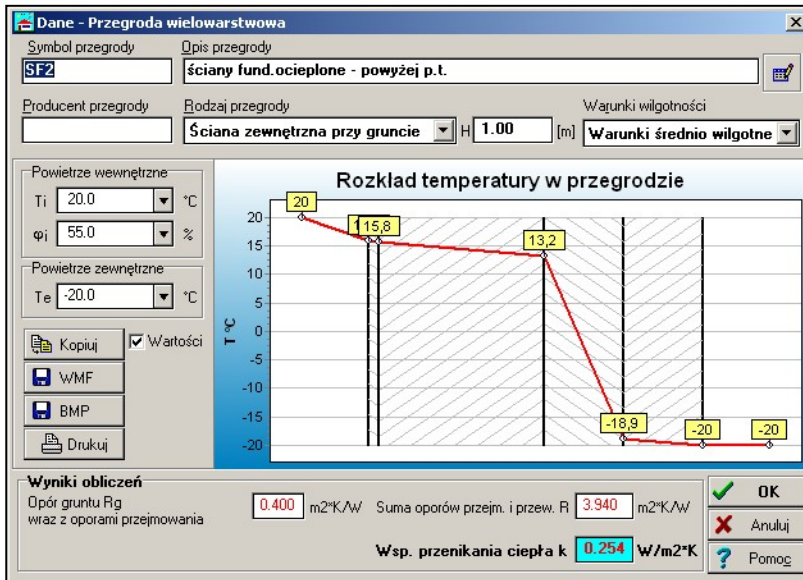 Dane - Przegroda wielowarstwowa
Symbol przegrody Opis przegrody
SF2 ściany fund.ocieplone - powyżej p.t.
Producent przegrody Rodzaj przegrody Warunki wilgotności
Ściana zewnętrzna przy gruncie H 1.00 [m] Warunki średnio wilgotne
Powietrze wewnętrzne
Ti 20.0 °C
φi 55.0 %
Powietrze zewnętrzne
Te -20.0 °C
Kopiuj Wartości
WMF
BMP
Drukuj
Rozkład temperatury w przegrodzie
T °C
20
15
10
5
0
-5
-10
-15
-20
20
15,8
13,2
-18,9
-20
-20
Wyniki obliczeń
Opór gruntu Rg
wraz z oporami przejmowania
0.400 m2*K/W Suma oporów przejm. i przew. R 3.940 m2*K/W
Wsp. przenikania ciepła k 0.254 W/m2*K
OK
Anuluj
Pomoc